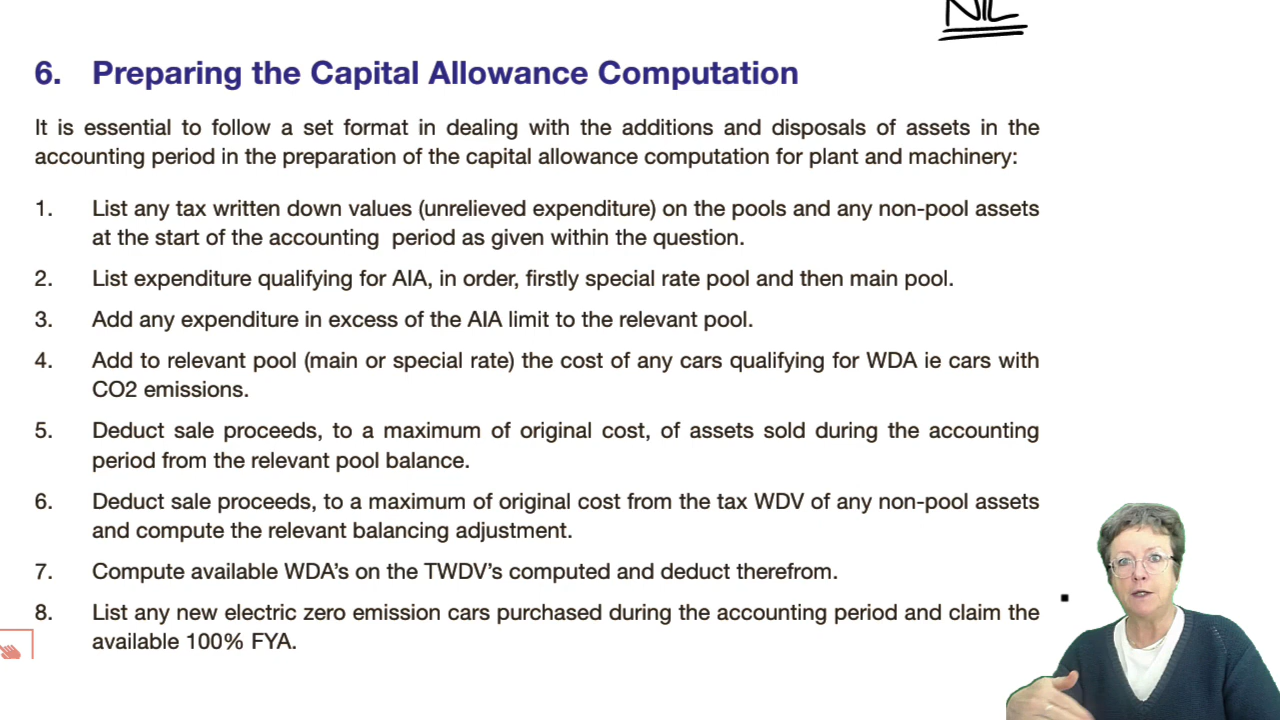 NIL
6. Preparing the Capital Allowance Computation
It is essential to follow a set format in dealing with the additions and disposals of assets in the
accounting period in the preparation of the capital allowance computation for plant and machinery:
1. List any tax written down values (unrelieved expenditure) on the pools and any non-pool assets
at the start of the accounting period as given within the question.
2. List expenditure qualifying for AIA, in order, firstly special rate pool and then main pool.
3. Add any expenditure in excess of the AIA limit to the relevant pool.
4. Add to relevant pool (main or special rate) the cost of any cars qualifying for WDA ie cars with
CO2 emissions.
5. Deduct sale proceeds, to a maximum of original cost, of assets sold during the accounting
period from the relevant pool balance.
6. Deduct sale proceeds, to a maximum of original cost from the tax WDV of any non-pool assets
and compute the relevant balancing adjustment.
7. Compute available WDA's on the TWDV's computed and deduct therefrom.
8. List any new electric zero emission cars purchased during the accounting period and claim the
available 100% FYA.